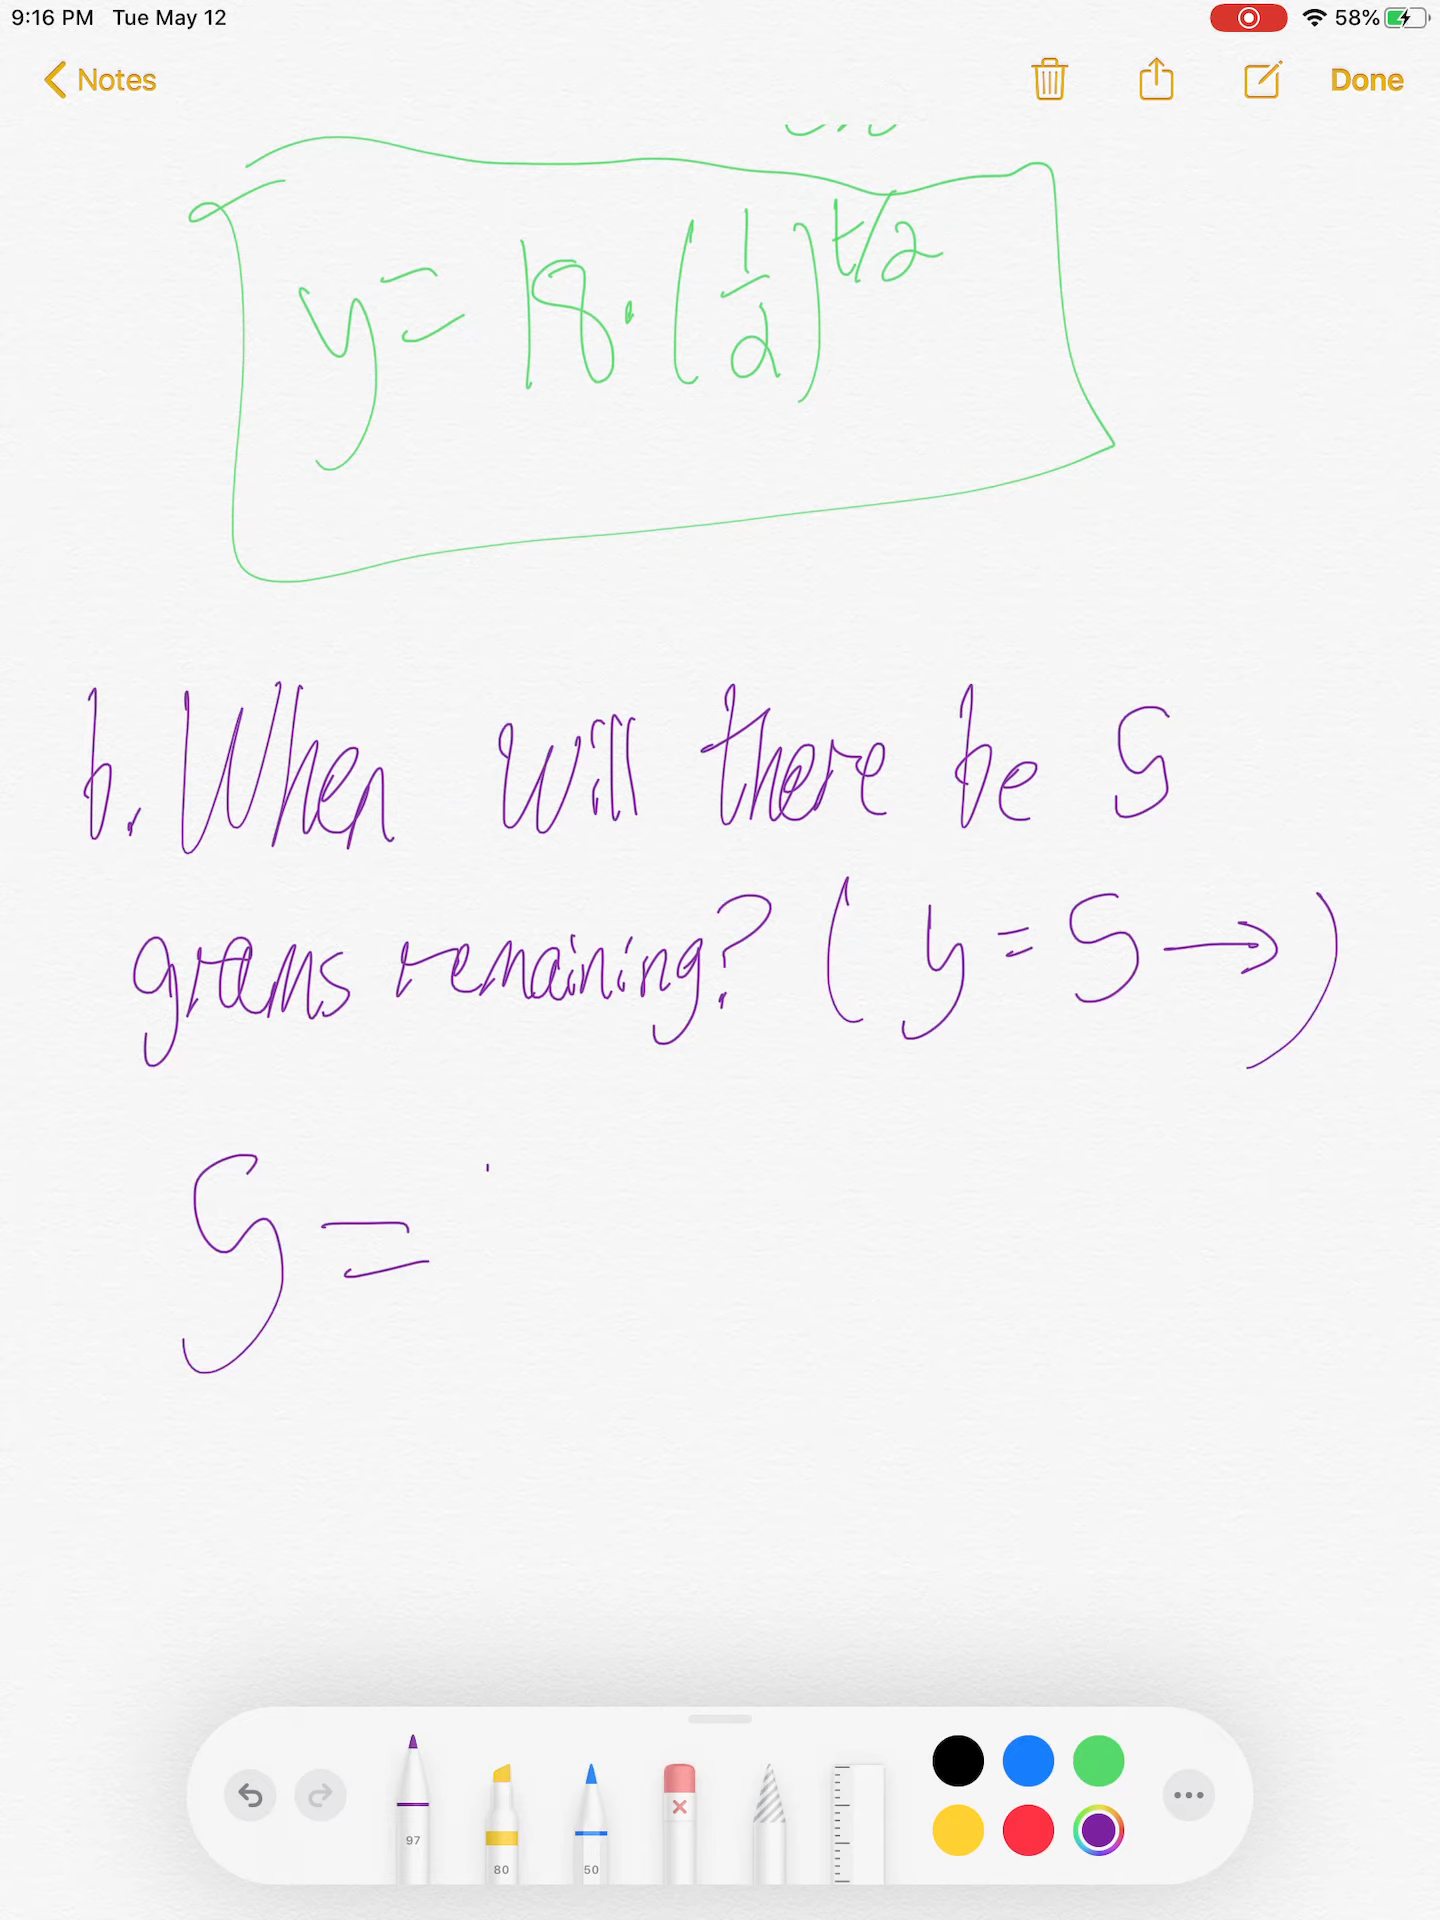 9:16 PM Tue May 12 58%
Notes Done
y = 18 · (1/2)^t/2
b. When will there be 5
grams remaining? ( y = 5 → )
5 =
97 80 50